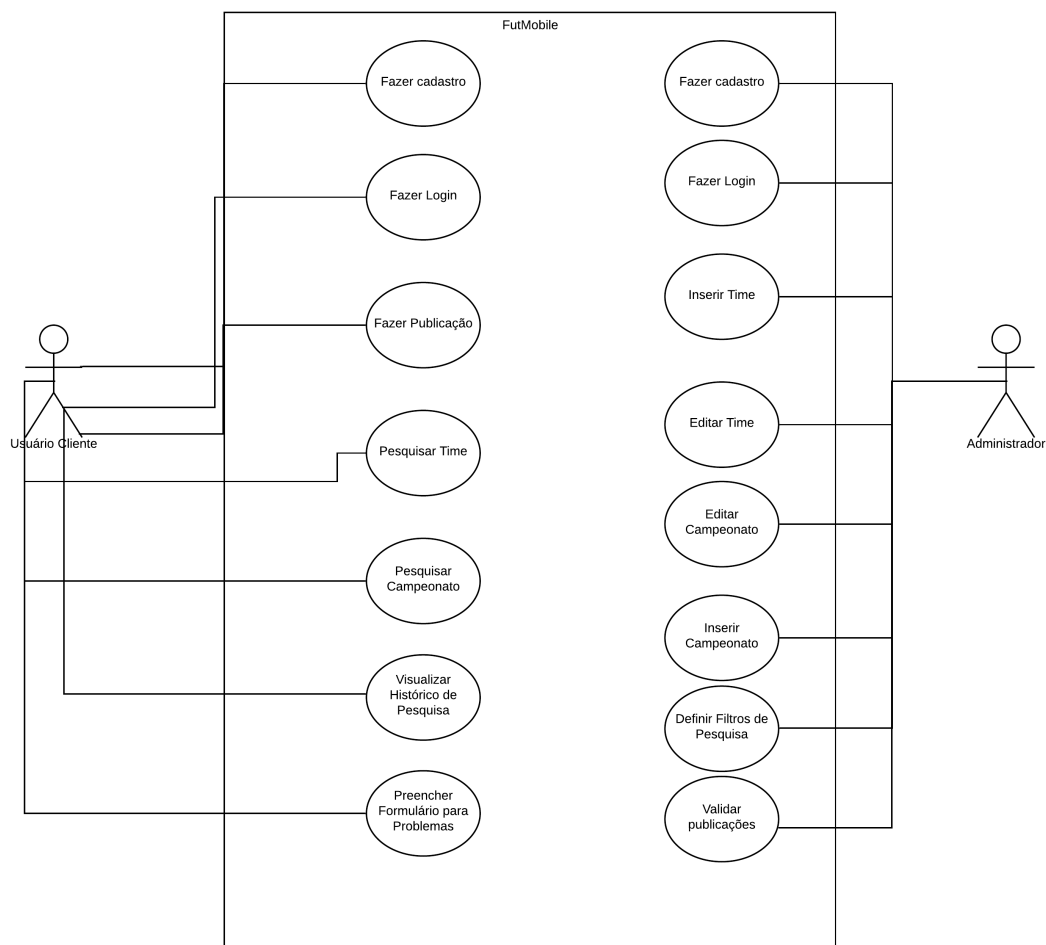 FutMobile
Fazer cadastro
Fazer Login
Fazer Publicação
Pesquisar Time
Pesquisar
Campeonato
Visualizar
Histórico de
Pesquisa
Preencher
Formulário para
Problemas
Fazer cadastro
Fazer Login
Inserir Time
Editar Time
Editar
Campeonato
Inserir
Campeonato
Definir Filtros de
Pesquisa
Validar
publicações
Usuário Cliente
Administrador